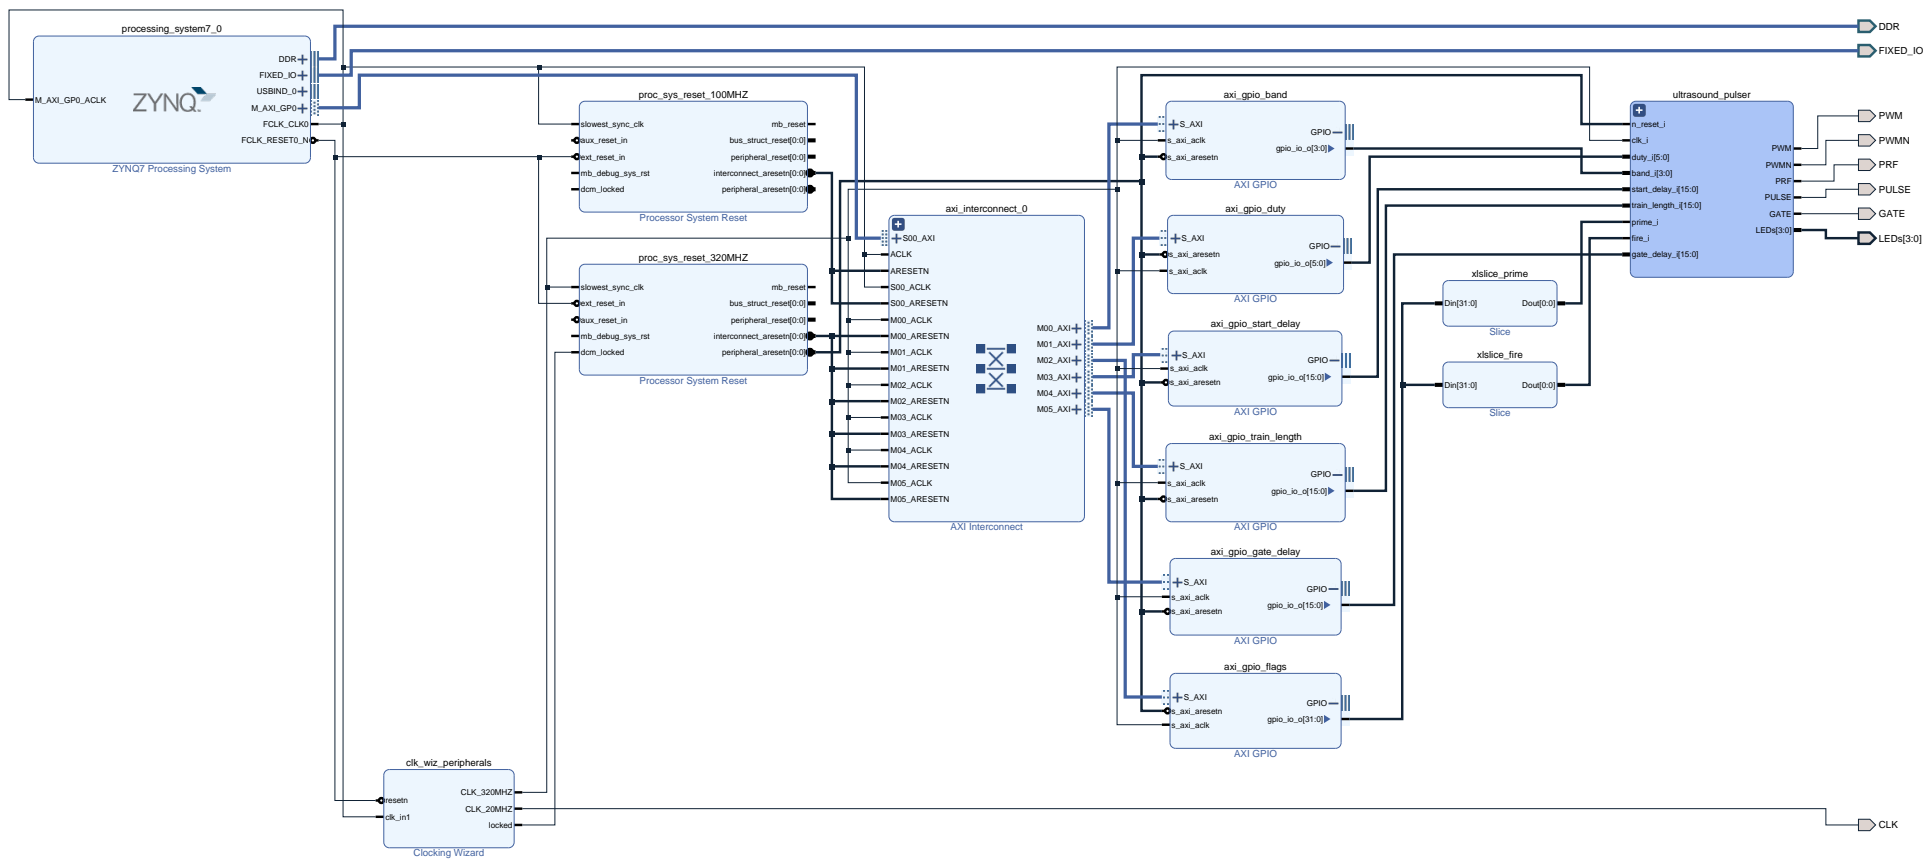 processing_system7_0
DDR
FIXED_IO
USBIND_0
M_AXI_GP0
FCLK_CLK0
FCLK_RESET0_N
M_AXI_GP0_ACLK
ZYNQ
ZYNQ7 Processing System
proc_sys_reset_100MHZ
slowest_sync_clk
aux_reset_in
ext_reset_in
mb_debug_sys_rst
dcm_locked
mb_reset
bus_struct_reset[0:0]
peripheral_reset[0:0]
interconnect_aresetn[0:0]
peripheral_aresetn[0:0]
Processor System Reset
proc_sys_reset_320MHZ
slowest_sync_clk
ext_reset_in
aux_reset_in
mb_debug_sys_rst
dcm_locked
mb_reset
bus_struct_reset[0:0]
peripheral_reset[0:0]
interconnect_aresetn[0:0]
peripheral_aresetn[0:0]
Processor System Reset
clk_wiz_peripherals
resetn
clk_in1
CLK_320MHZ
CLK_20MHZ
locked
Clocking Wizard
axi_interconnect_0
S00_AXI
ACLK
ARESETN
S00_ACLK
S00_ARESETN
M00_ACLK
M00_ARESETN
M01_ACLK
M01_ARESETN
M02_ACLK
M02_ARESETN
M03_ACLK
M03_ARESETN
M04_ACLK
M04_ARESETN
M05_ACLK
M05_ARESETN
M00_AXI
M01_AXI
M02_AXI
M03_AXI
M04_AXI
M05_AXI
AXI Interconnect
axi_gpio_band
S_AXI
s_axi_aclk
s_axi_aresetn
GPIO
gpio_io_o[3:0]
AXI GPIO
axi_gpio_duty
S_AXI
s_axi_aresetn
s_axi_aclk
GPIO
gpio_io_o[5:0]
AXI GPIO
axi_gpio_start_delay
S_AXI
s_axi_aclk
s_axi_aresetn
GPIO
gpio_io_o[15:0]
AXI GPIO
axi_gpio_train_length
S_AXI
s_axi_aclk
s_axi_aresetn
GPIO
gpio_io_o[15:0]
AXI GPIO
axi_gpio_gate_delay
S_AXI
s_axi_aclk
s_axi_aresetn
GPIO
gpio_io_o[15:0]
AXI GPIO
axi_gpio_flags
S_AXI
s_axi_aresetn
s_axi_aclk
GPIO
gpio_io_o[31:0]
AXI GPIO
xlslice_prime
Din[31:0]
Dout[0:0]
Slice
xlslice_fire
Din[31:0]
Dout[0:0]
Slice
ultrasound_pulser
n_reset_i
clk_i
duty_i[5:0]
band_i[3:0]
start_delay_i[15:0]
train_length_i[15:0]
prime_i
fire_i
gate_delay_i[15:0]
PWM
PWMN
PRF
PULSE
GATE
LEDs[3:0]
DDR
FIXED_IO
PWM
PWMN
PRF
PULSE
GATE
LEDs[3:0]
CLK